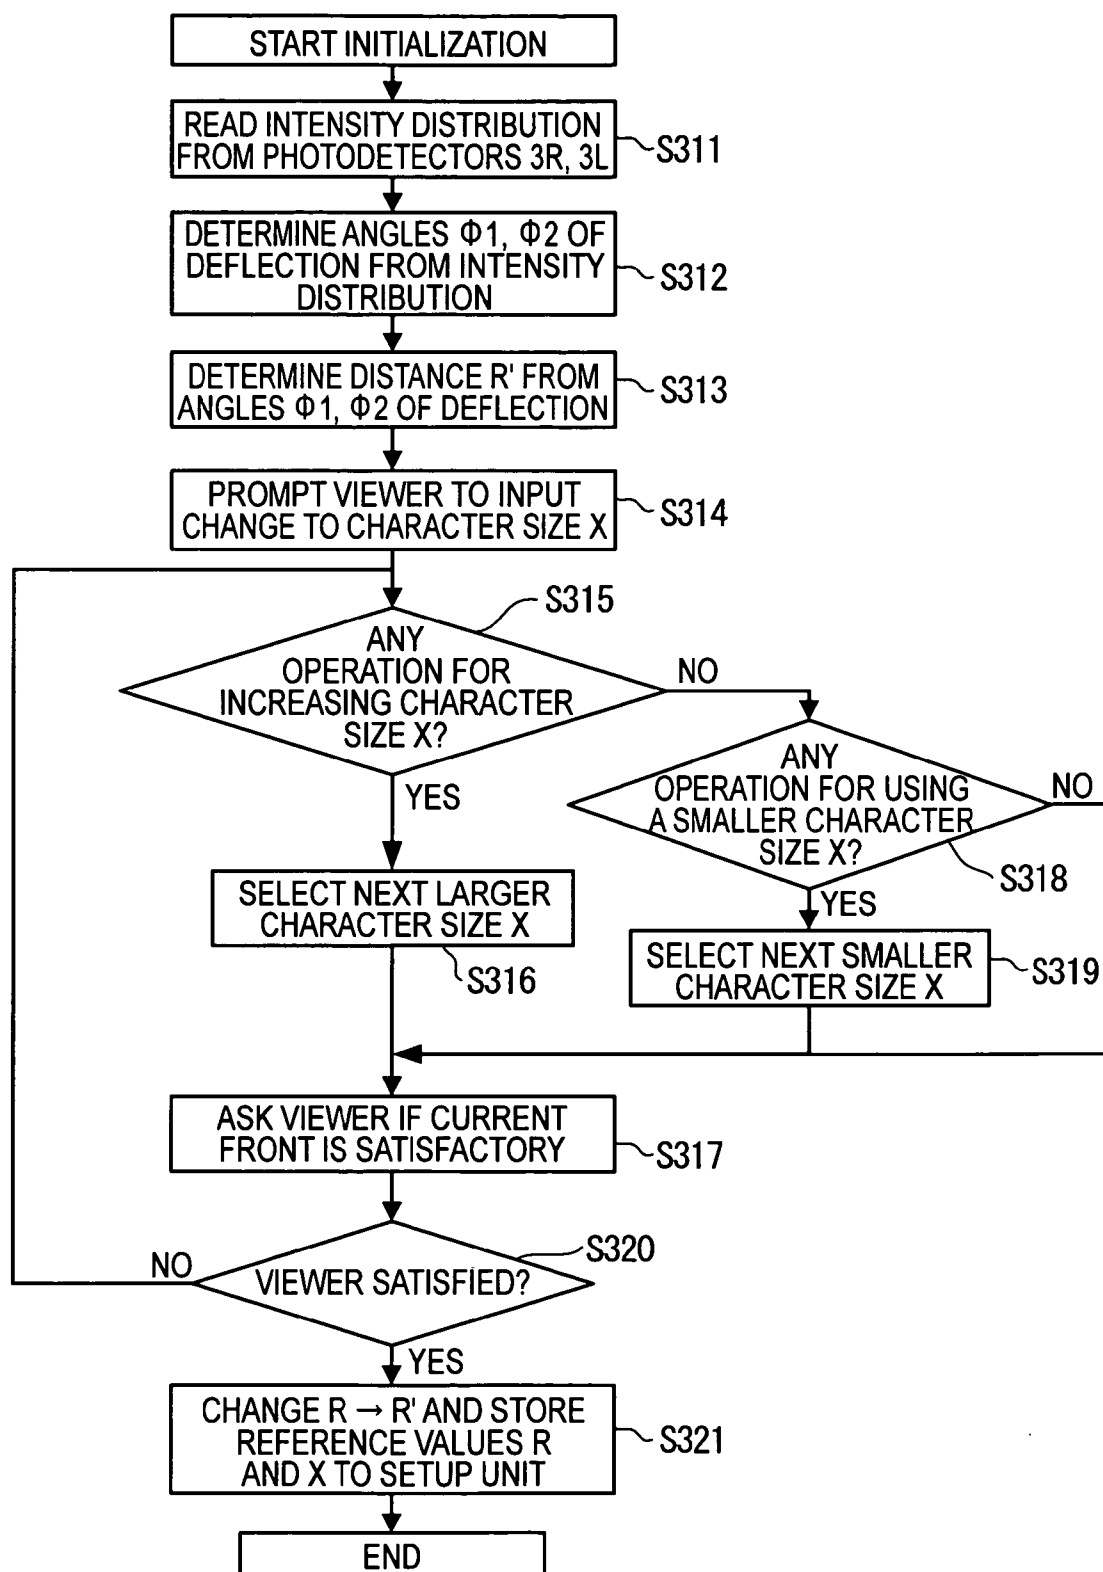 START INITIALIZATION
READ INTENSITY DISTRIBUTION
FROM PHOTODETECTORS 3R, 3L
S311
DETERMINE ANGLES Φ1, Φ2 OF
DEFLECTION FROM INTENSITY
DISTRIBUTION
S312
DETERMINE DISTANCE R' FROM
ANGLES Φ1, Φ2 OF DEFLECTION
S313
PROMPT VIEWER TO INPUT
CHANGE TO CHARACTER SIZE X
S314
S315
ANY
OPERATION FOR
INCREASING CHARACTER
SIZE X?
NO
YES
ANY
OPERATION FOR USING
A SMALLER CHARACTER
SIZE X?
NO
S318
YES
SELECT NEXT LARGER
CHARACTER SIZE X
S316
SELECT NEXT SMALLER
CHARACTER SIZE X
S319
ASK VIEWER IF CURRENT
FRONT IS SATISFACTORY
S317
S320
VIEWER SATISFIED?
NO
YES
CHANGE R → R' AND STORE
REFERENCE VALUES R
AND X TO SETUP UNIT
S321
END